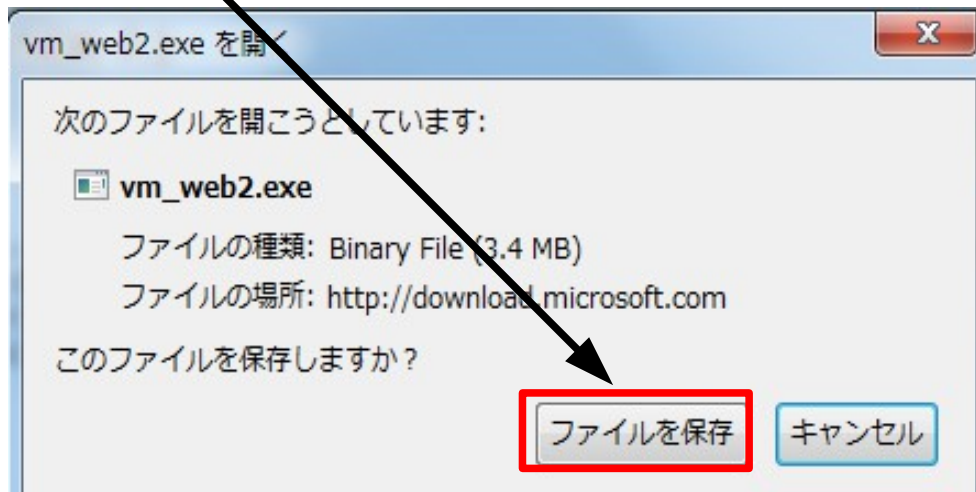 vm_web2.exe を開く
次のファイルを開こうとしています:
vm_web2.exe
ファイルの種類: Binary File (3.4 MB)
ファイルの場所: http://download.microsoft.com
このファイルを保存しますか？
ファイルを保存
キャンセル